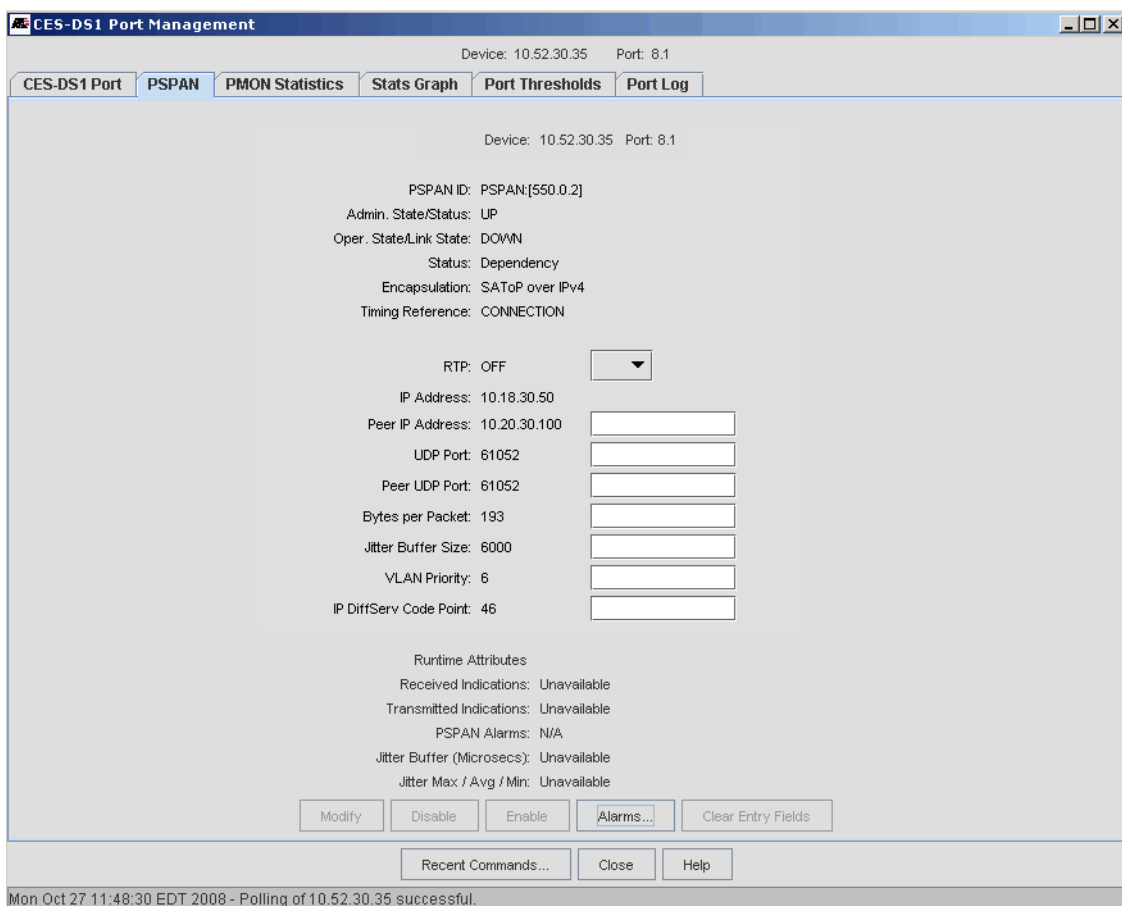 CES-DS1 Port Management
Device: 10.52.30.35 Port: 8.1
CES-DS1 Port PSPAN PMON Statistics Stats Graph Port Thresholds Port Log
Device: 10.52.30.35 Port: 8.1
PSPAN ID: PSPAN:[550.0.2]
Admin. State/Status: UP
Oper. State/Link State: DOWN
Status: Dependency
Encapsulation: SAToP over IPv4
Timing Reference: CONNECTION
RTP: OFF
IP Address: 10.18.30.50
Peer IP Address: 10.20.30.100
UDP Port: 61052
Peer UDP Port: 61052
Bytes per Packet: 193
Jitter Buffer Size: 6000
VLAN Priority: 6
IP DiffServ Code Point: 46
Runtime Attributes
Received Indications: Unavailable
Transmitted Indications: Unavailable
PSPAN Alarms: N/A
Jitter Buffer (Microsecs): Unavailable
Jitter Max / Avg / Min: Unavailable
Modify Disable Enable Alarms... Clear Entry Fields
Recent Commands... Close Help
Mon Oct 27 11:48:30 EDT 2008 - Polling of 10.52.30.35 successful.